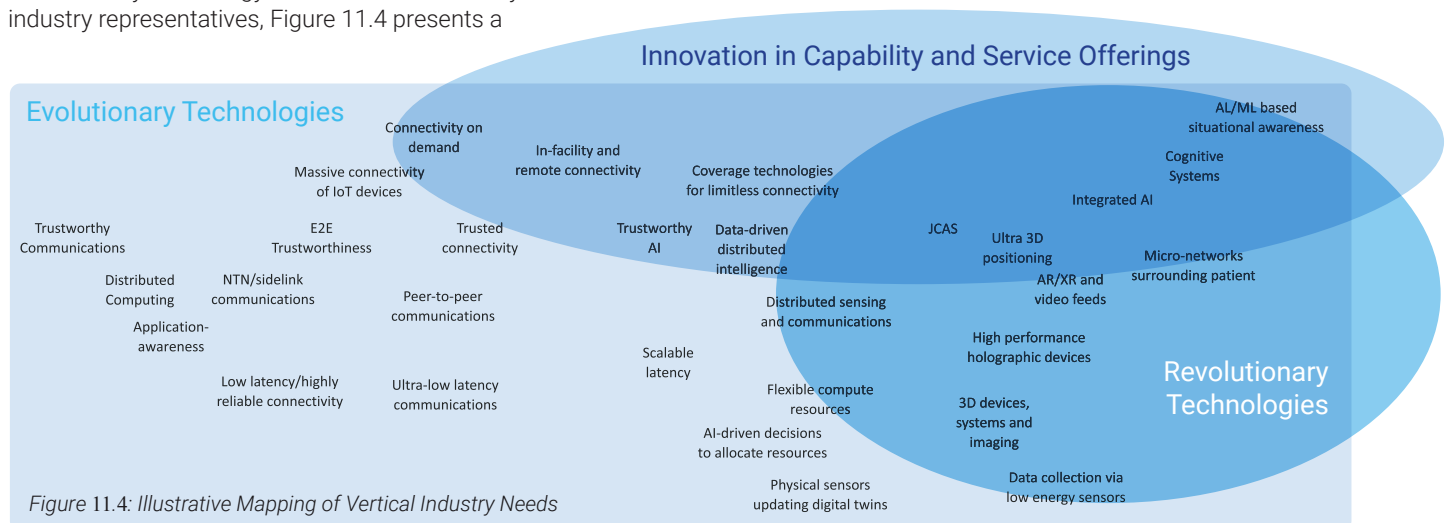 industry representatives, Figure 11.4 presents a
Innovation in Capability and Service Offerings
Evolutionary Technologies
Connectivity on
demand
In-facility and
remote connectivity
AL/ML based
situational awareness
Massive connectivity
of IoT devices
Coverage technologies
for limitless connectivity
Cognitive
Systems
Integrated AI
Trustworthy
Communications
E2E
Trustworthiness
Trusted
connectivity
Trustworthy
AI
Data-driven
distributed
intelligence
JCAS
Ultra 3D
positioning
Micro-networks
surrounding patient
Distributed
Computing
NTN/sidelink
communications
Peer-to-peer
communications
Distributed sensing
and communications
AR/XR and
video feeds
Application-
awareness
Scalable
latency
High performance
holographic devices
Low latency/highly
reliable connectivity
Ultra-low latency
communications
Flexible compute
resources
3D devices,
systems and
imaging
Revolutionary
Technologies
AI-driven decisions
to allocate resources
Physical sensors
updating digital twins
Data collection via
low energy sensors
Figure 11.4: Illustrative Mapping of Vertical Industry Needs